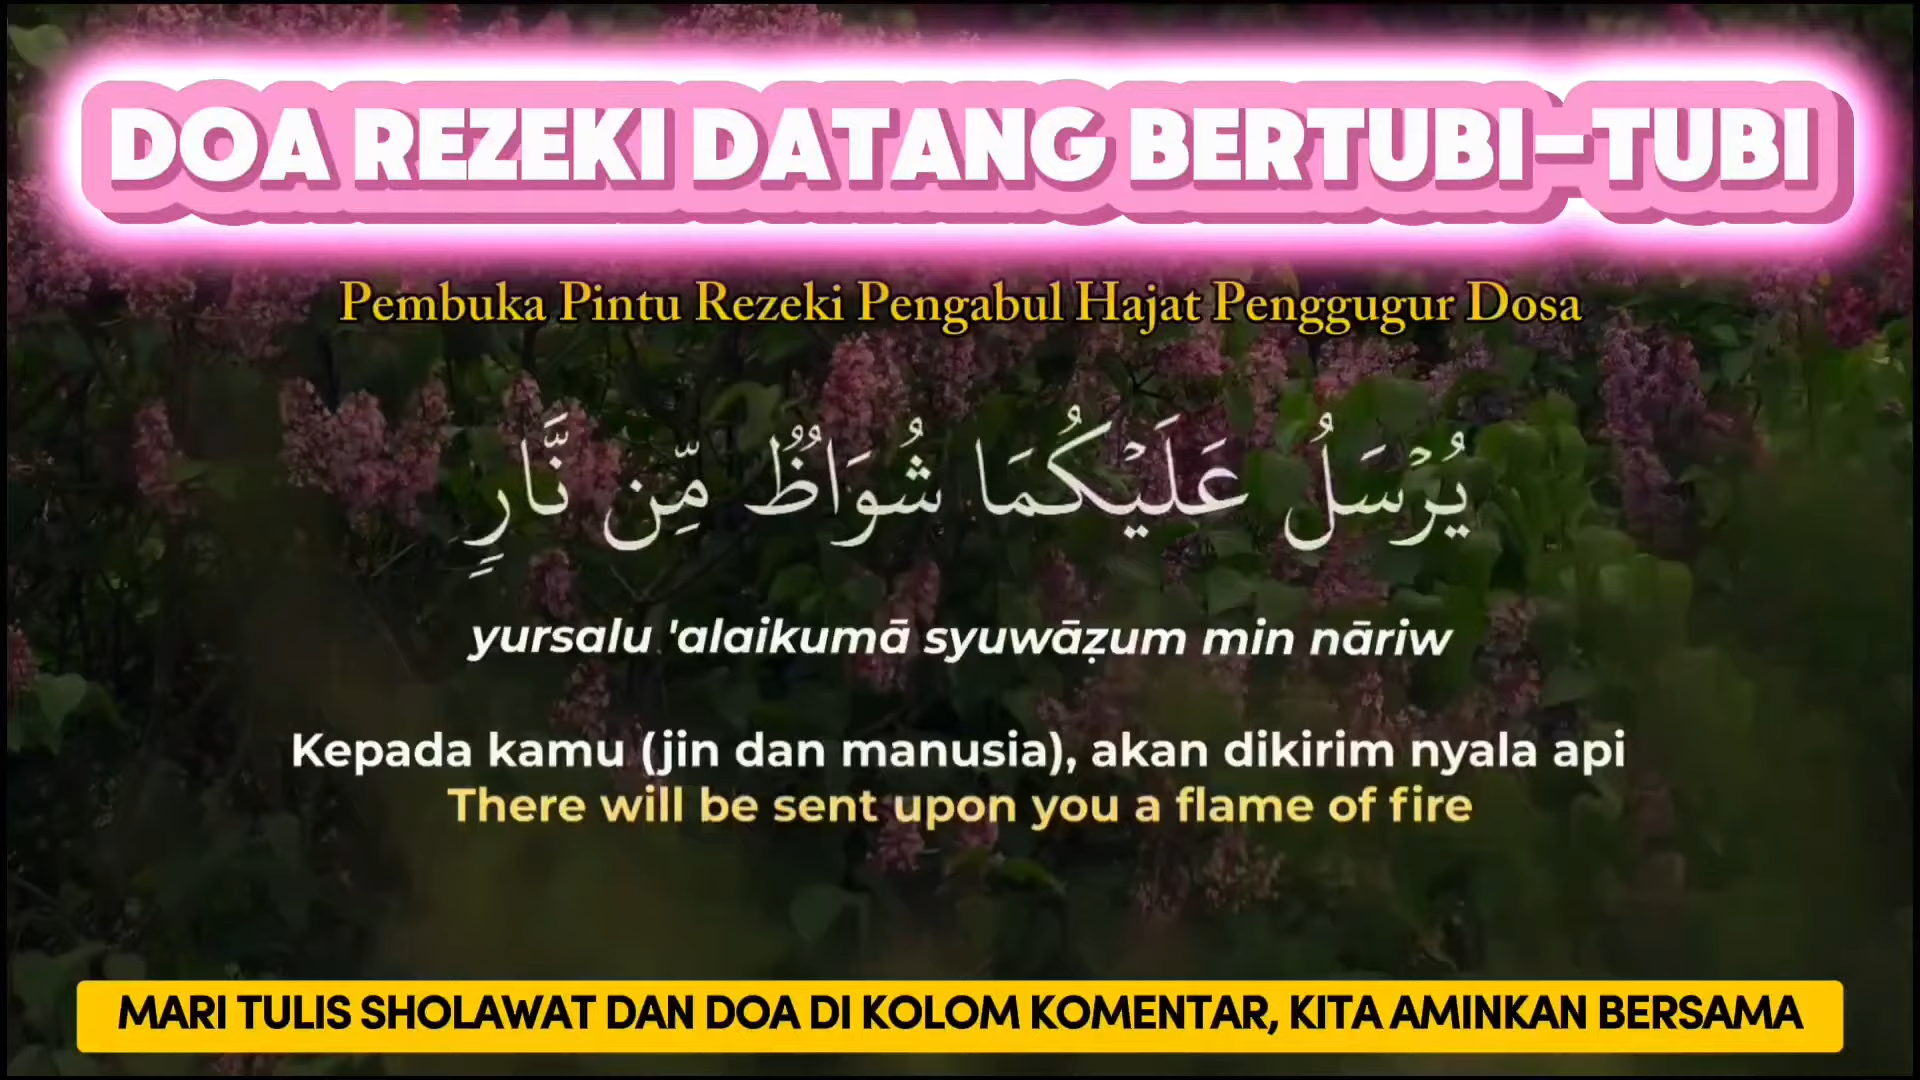 DOA REZEKI DATANG BERTUBI-TUBI
Pembuka Pintu Rezeki Pengabul Hajat Penggugur Dosa
يُرْسَلُ عَلَيْكُمَا شُوَاظٌ مِّن نَّارٍ
yursalu 'alaikumā syuwāẓum min nāriw
Kepada kamu (jin dan manusia), akan dikirim nyala api
There will be sent upon you a flame of fire
MARI TULIS SHOLAWAT DAN DOA DI KOLOM KOMENTAR, KITA AMINKAN BERSAMA